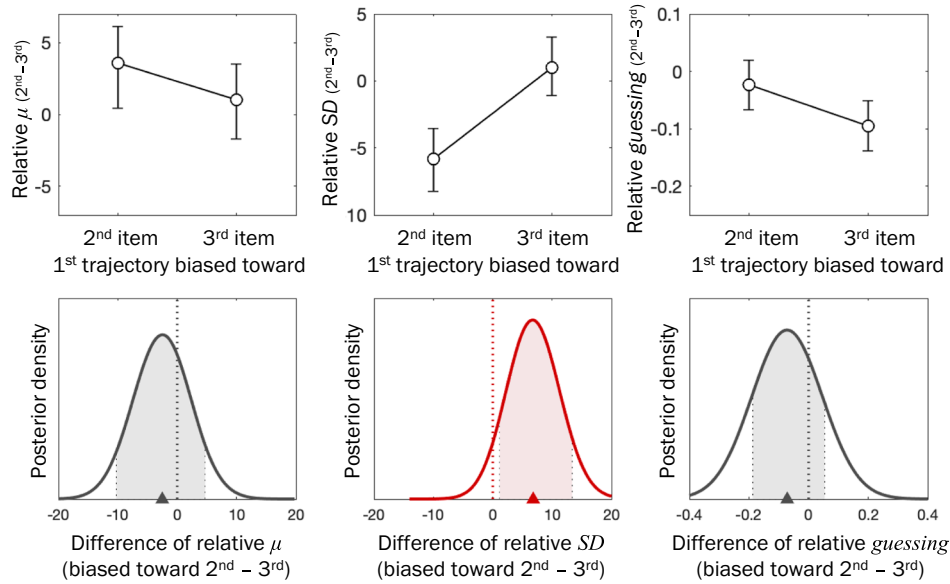 Relative μ (2nd–3rd)
5
0
-5
2nd item 3rd item
1st trajectory biased toward
Relative SD (2nd–3rd)
5
0
-5
10
2nd item 3rd item
1st trajectory biased toward
Relative guessing (2nd–3rd)
0
-0.1
-0.2
2nd item 3rd item
1st trajectory biased toward
Posterior density
-20 -10 0 10 20
Difference of relative μ
(biased toward 2nd – 3rd)
Posterior density
-10 0 10 20
Difference of relative SD
(biased toward 2nd – 3rd)
Posterior density
-0.4 -0.2 0 0.2 0.4
Difference of relative guessing
(biased toward 2nd – 3rd)